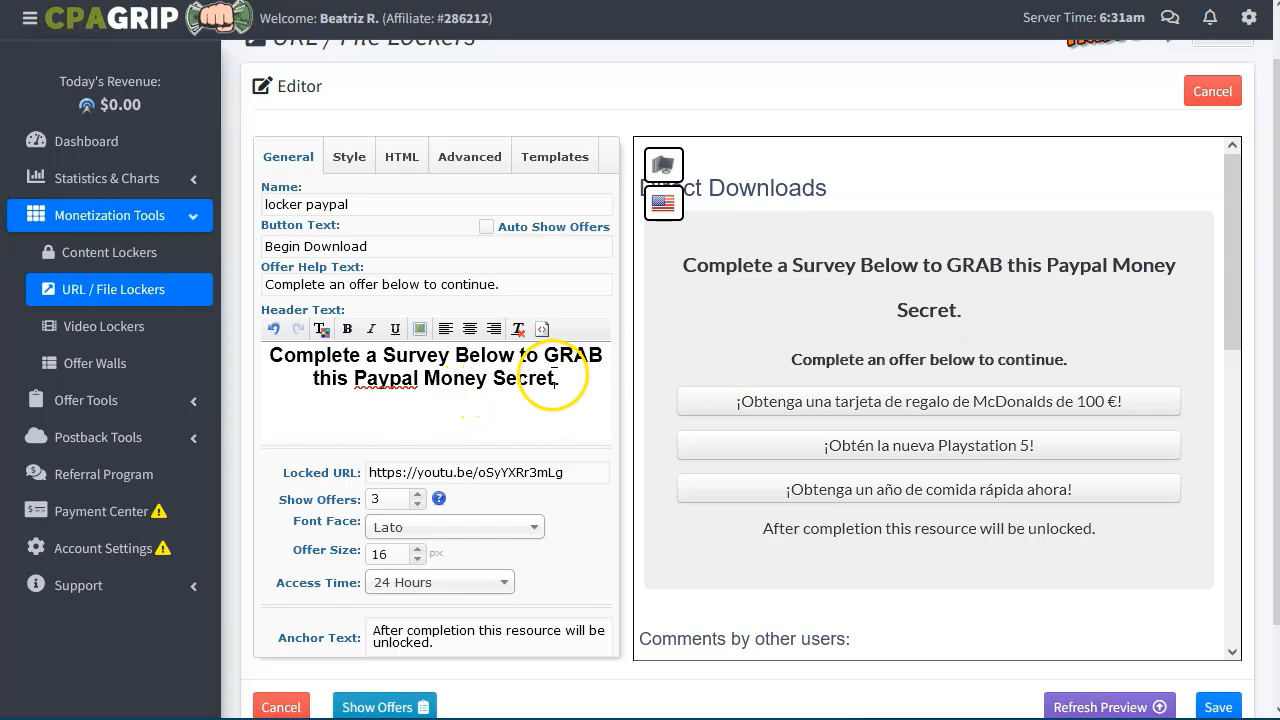 CPAGRIP
Welcome: Beatriz R. (Affiliate: #286212)
Server Time: 6:31am
URL / File Lockers
Today's Revenue:
$0.00
Dashboard
Statistics & Charts
Monetization Tools
Content Lockers
URL / File Lockers
Video Lockers
Offer Walls
Offer Tools
Postback Tools
Referral Program
Payment Center
Account Settings
Support
Editor
Cancel
General
Style
HTML
Advanced
Templates
Name:
locker paypal
Button Text:
Auto Show Offers
Begin Download
Offer Help Text:
Complete an offer below to continue.
Header Text:
B I U
Complete a Survey Below to GRAB
this Paypal Money Secret.
Locked URL: https://youtu.be/oSyYXRr3mLg
Show Offers: 3
Font Face: Lato
Offer Size: 16 px
Access Time: 24 Hours
Anchor Text: After completion this resource will be
unlocked.
Direct Downloads
Complete a Survey Below to GRAB this Paypal Money
Secret.
Complete an offer below to continue.
¡Obtenga una tarjeta de regalo de McDonalds de 100 €!
¡Obtén la nueva Playstation 5!
¡Obtenga un año de comida rápida ahora!
After completion this resource will be unlocked.
Comments by other users:
Cancel
Show Offers
Refresh Preview
Save